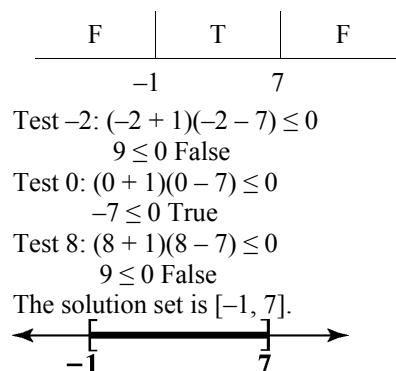 F T F
–1 7
Test –2: (–2 + 1)(–2 – 7) ≤ 0
9 ≤ 0 False
Test 0: (0 + 1)(0 – 7) ≤ 0
–7 ≤ 0 True
Test 8: (8 + 1)(8 – 7) ≤ 0
9 ≤ 0 False
The solution set is [–1, 7].
[ ]
–1 7